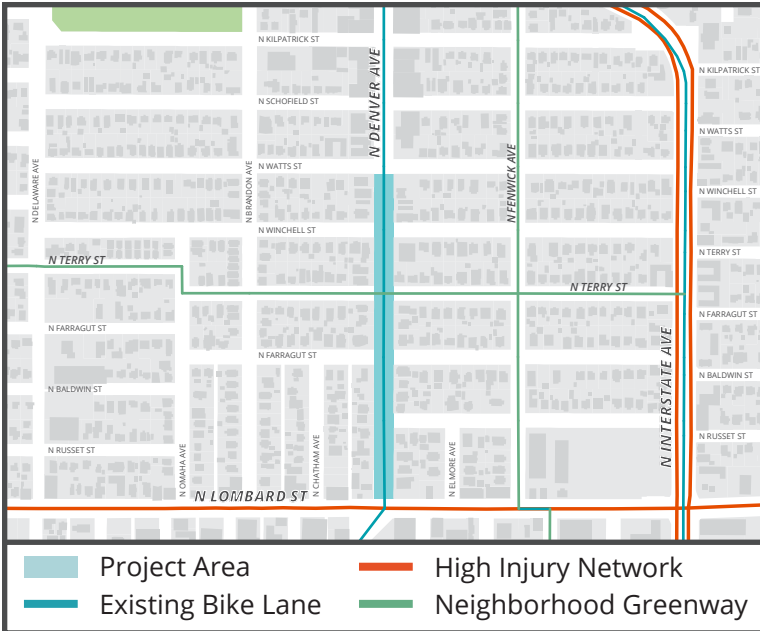 N KILPATRICK ST
N DENVER AVE
N KILPATRICK ST
N SCHOFIELD ST
N WATTS ST
N WATTS ST
N DELAWARE AVE
N BRANDON AVE
N FENWICK AVE
N WINCHELL ST
N WINCHELL ST
N TERRY ST
N TERRY ST
N TERRY ST
N FARRAGUT ST
N FARRAGUT ST
N FARRAGUT ST
N INTERSTATE AVE
N BALDWIN ST
N BALDWIN ST
N RUSSET ST
N RUSSET ST
N OMAHA AVE
N CHATHAM AVE
N ELMORE AVE
N LOMBARD ST
Project Area
High Injury Network
Existing Bike Lane
Neighborhood Greenway